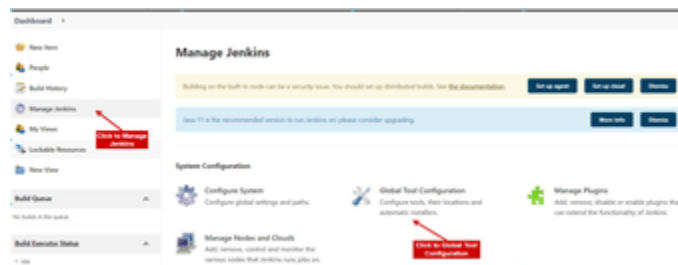 Dashboard
New Item
People
Build History
Manage Jenkins
My Views
Lockable Resources
New View
Build Queue
No builds in the queue.
Build Executor Status
1 Idle
Click to Manage
Jenkins
Manage Jenkins
Building on the built-in node can be a security issue. You should set up distributed builds. See the documentation.
Set up agent
Set up cloud
Dismiss
Java 11 is the recommended version to run Jenkins on; please consider upgrading.
More Info
Dismiss
System Configuration
Configure System
Configure global settings and paths.
Global Tool Configuration
Configure tools, their locations and
automatic installers.
Manage Plugins
Add, remove, disable or enable plugins that
can extend the functionality of Jenkins.
Manage Nodes and Clouds
Add, remove, control and monitor the
various nodes that Jenkins runs jobs on.
Click to Global Tool
Configuration